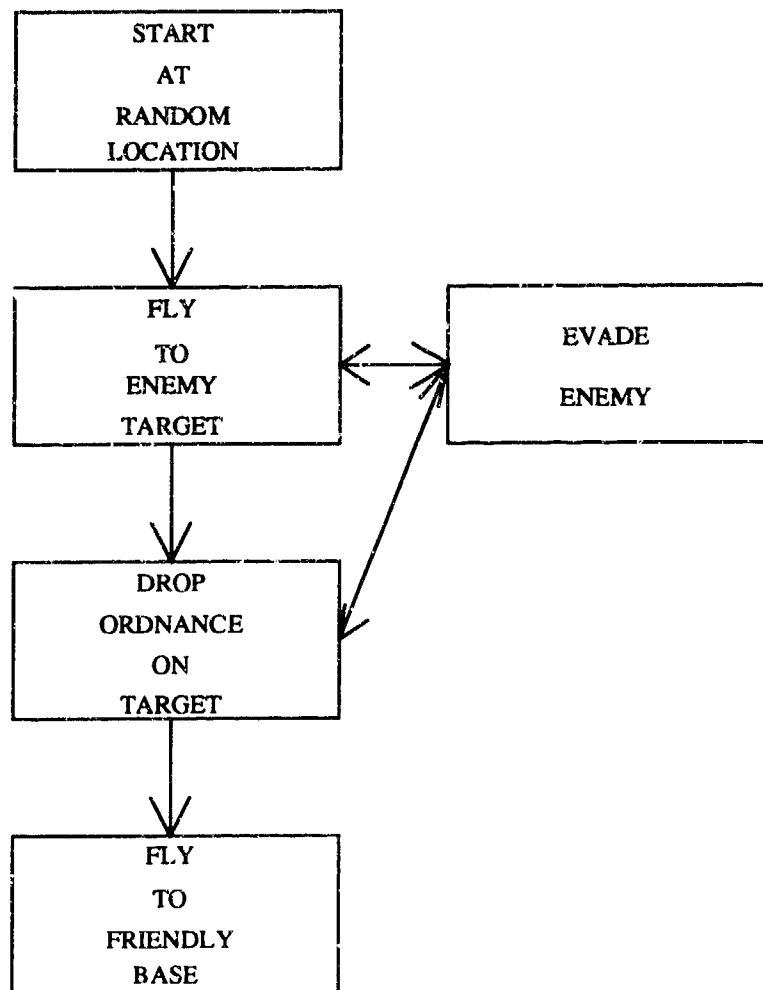 START
AT
RANDOM
LOCATION
FLY
TO
ENEMY
TARGET
EVADE
ENEMY
DROP
ORDNANCE
ON
TARGET
FLY
TO
FRIENDLY
BASE